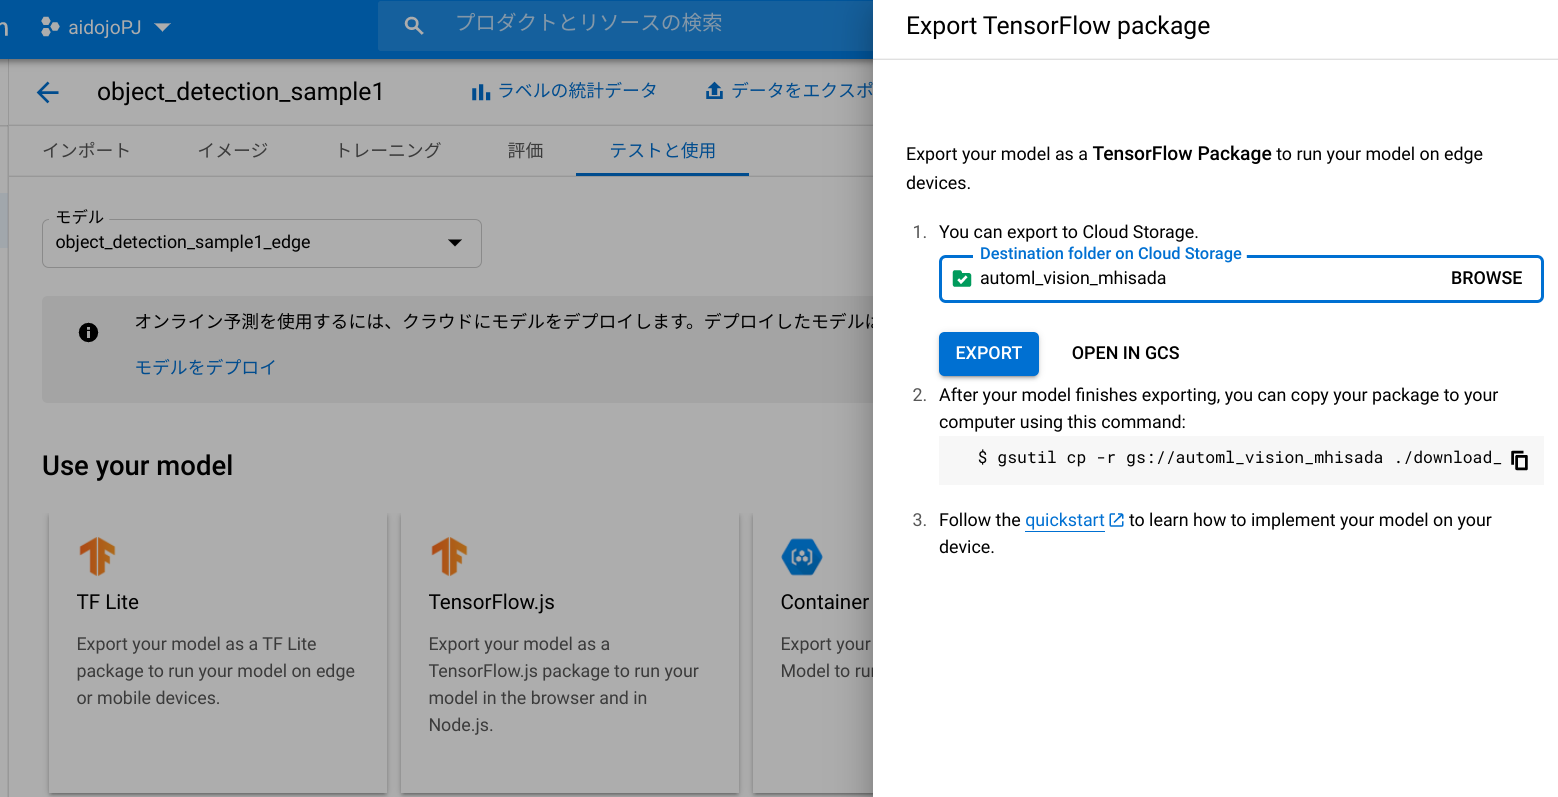 aidojoPJ
プロダクトとリソースの検索
object_detection_sample1
ラベルの統計データ
データをエクスポ
インポート
イメージ
トレーニング
評価
テストと使用
モデル
object_detection_sample1_edge
オンライン予測を使用するには、クラウドにモデルをデプロイします。デプロイしたモデルは
モデルをデプロイ
Use your model
TF Lite
Export your model as a TF Lite
package to run your model on edge
or mobile devices.
TensorFlow.js
Export your model as a
TensorFlow.js package to run your
model in the browser and in
Node.js.
Container
Export your
Model to run
Export TensorFlow package
Export your model as a TensorFlow Package to run your model on edge
devices.
1. You can export to Cloud Storage.
Destination folder on Cloud Storage
automl_vision_mhisada
BROWSE
EXPORT
OPEN IN GCS
2. After your model finishes exporting, you can copy your package to your
computer using this command:
$ gsutil cp -r gs://automl_vision_mhisada ./download_
3. Follow the quickstart to learn how to implement your model on your
device.